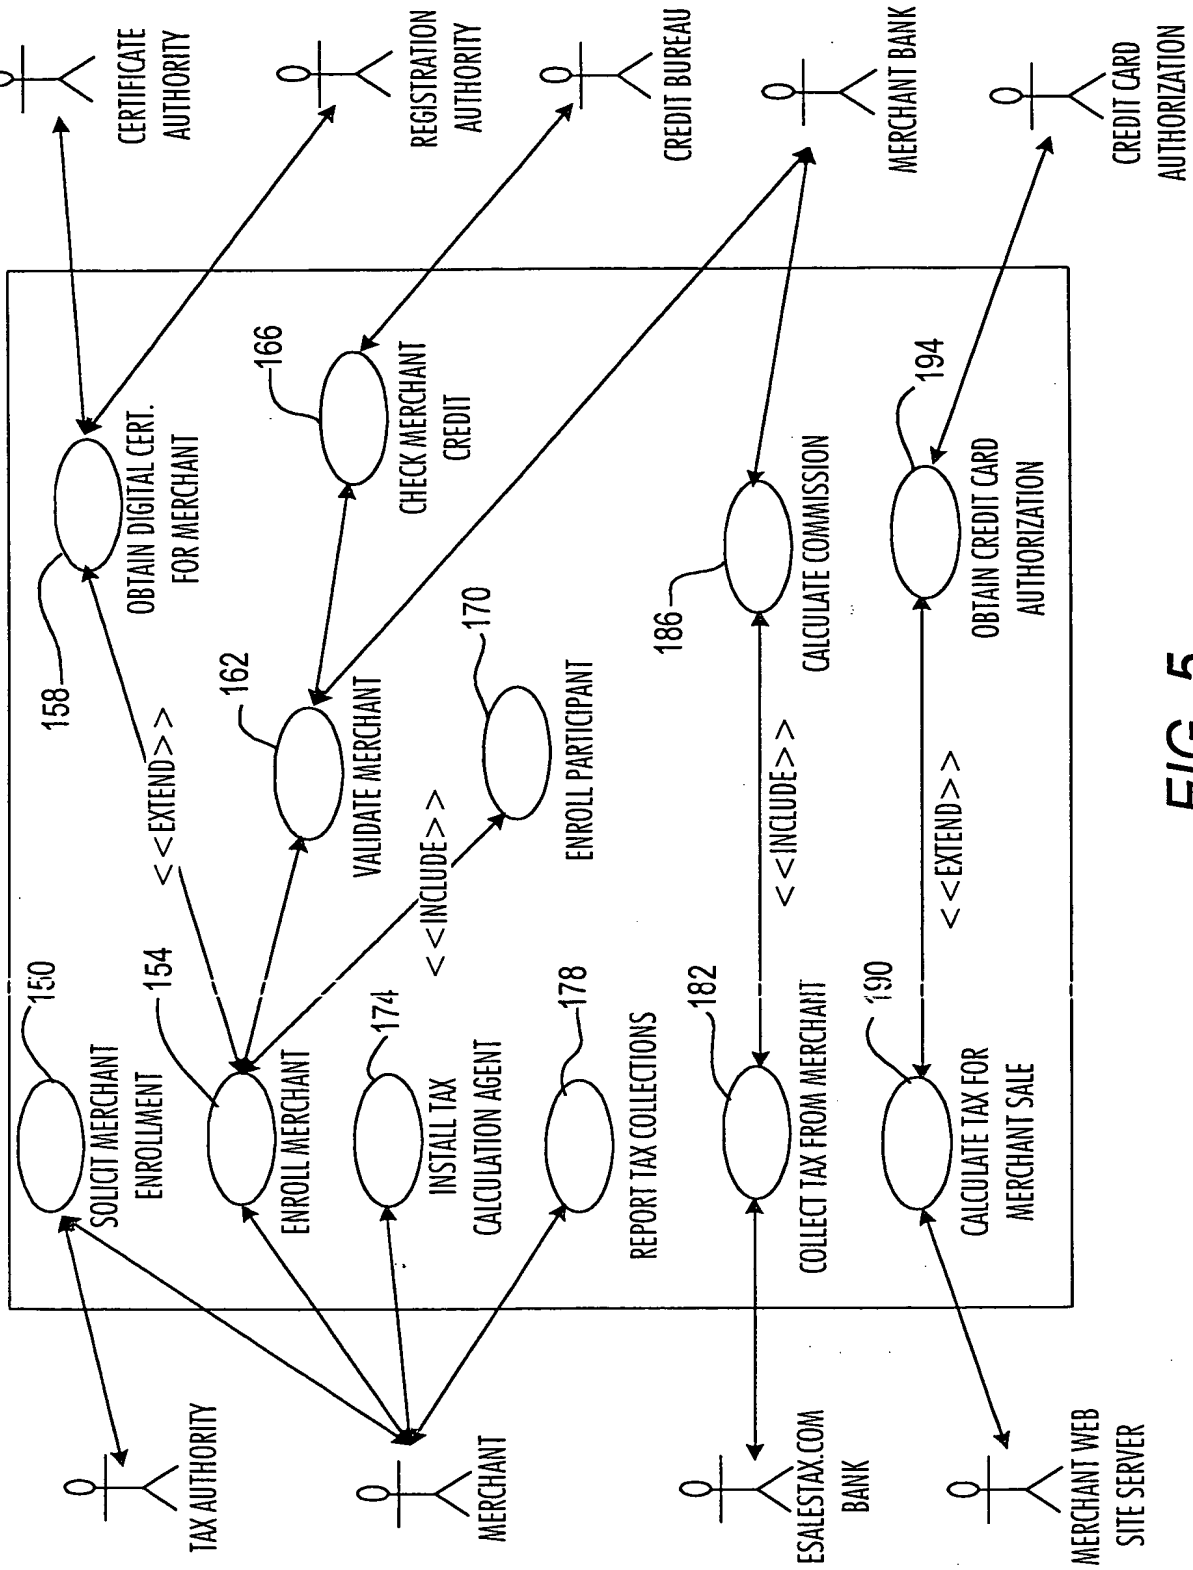 TAX AUTHORITY
MERCHANT
ESALESTAX.COM
BANK
MERCHANT WEB
SITE SERVER
150
SOLICIT MERCHANT
ENROLLMENT
154
ENROLL MERCHANT
174
INSTALL TAX
CALCULATION AGENT
178
REPORT TAX COLLECTIONS
182
COLLECT TAX FROM MERCHANT
190
CALCULATE TAX FOR
MERCHANT SALE
<<EXTEND>>
<<INCLUDE>>
<<INCLUDE>>
<<EXTEND>>
158
OBTAIN DIGITAL CERT.
FOR MERCHANT
162
VALIDATE MERCHANT
166
CHECK MERCHANT
CREDIT
170
ENROLL PARTICIPANT
186
CALCULATE COMMISSION
194
OBTAIN CREDIT CARD
AUTHORIZATION
CERTIFICATE
AUTHORITY
REGISTRATION
AUTHORITY
CREDIT BUREAU
MERCHANT BANK
CREDIT CARD
AUTHORIZATION
FIG. 5